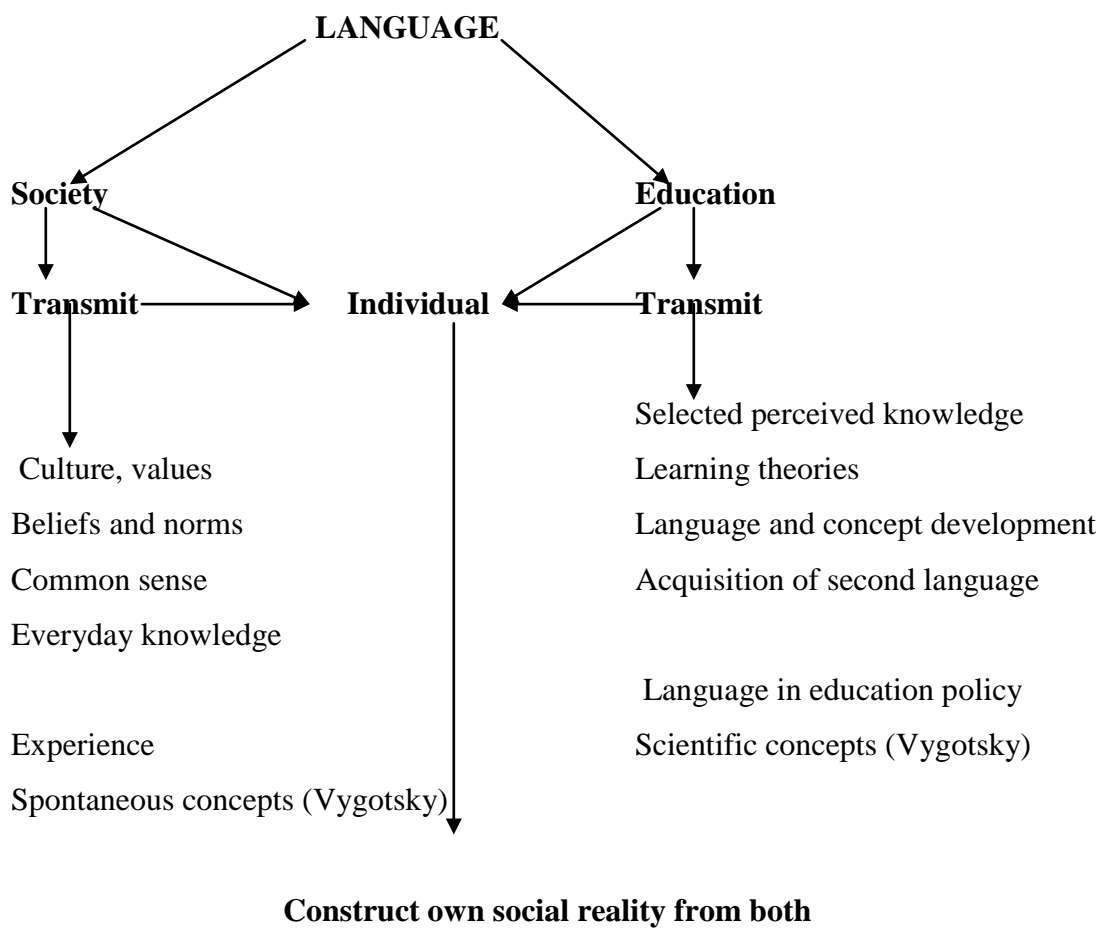 LANGUAGE
Society
Education
Transmit
Individual
Transmit
Selected perceived knowledge
Culture, values
Learning theories
Beliefs and norms
Language and concept development
Common sense
Acquisition of second language
Everyday knowledge
Language in education policy
Experience
Scientific concepts (Vygotsky)
Spontaneous concepts (Vygotsky)
Construct own social reality from both